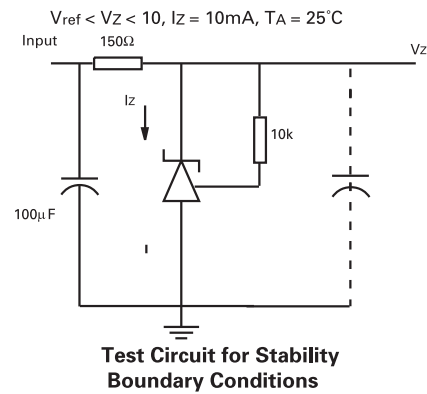 Vref < VZ < 10, IZ = 10mA, TA = 25°C
Input
150Ω
VZ
IZ
10k
100µF
Test Circuit for Stability
Boundary Conditions